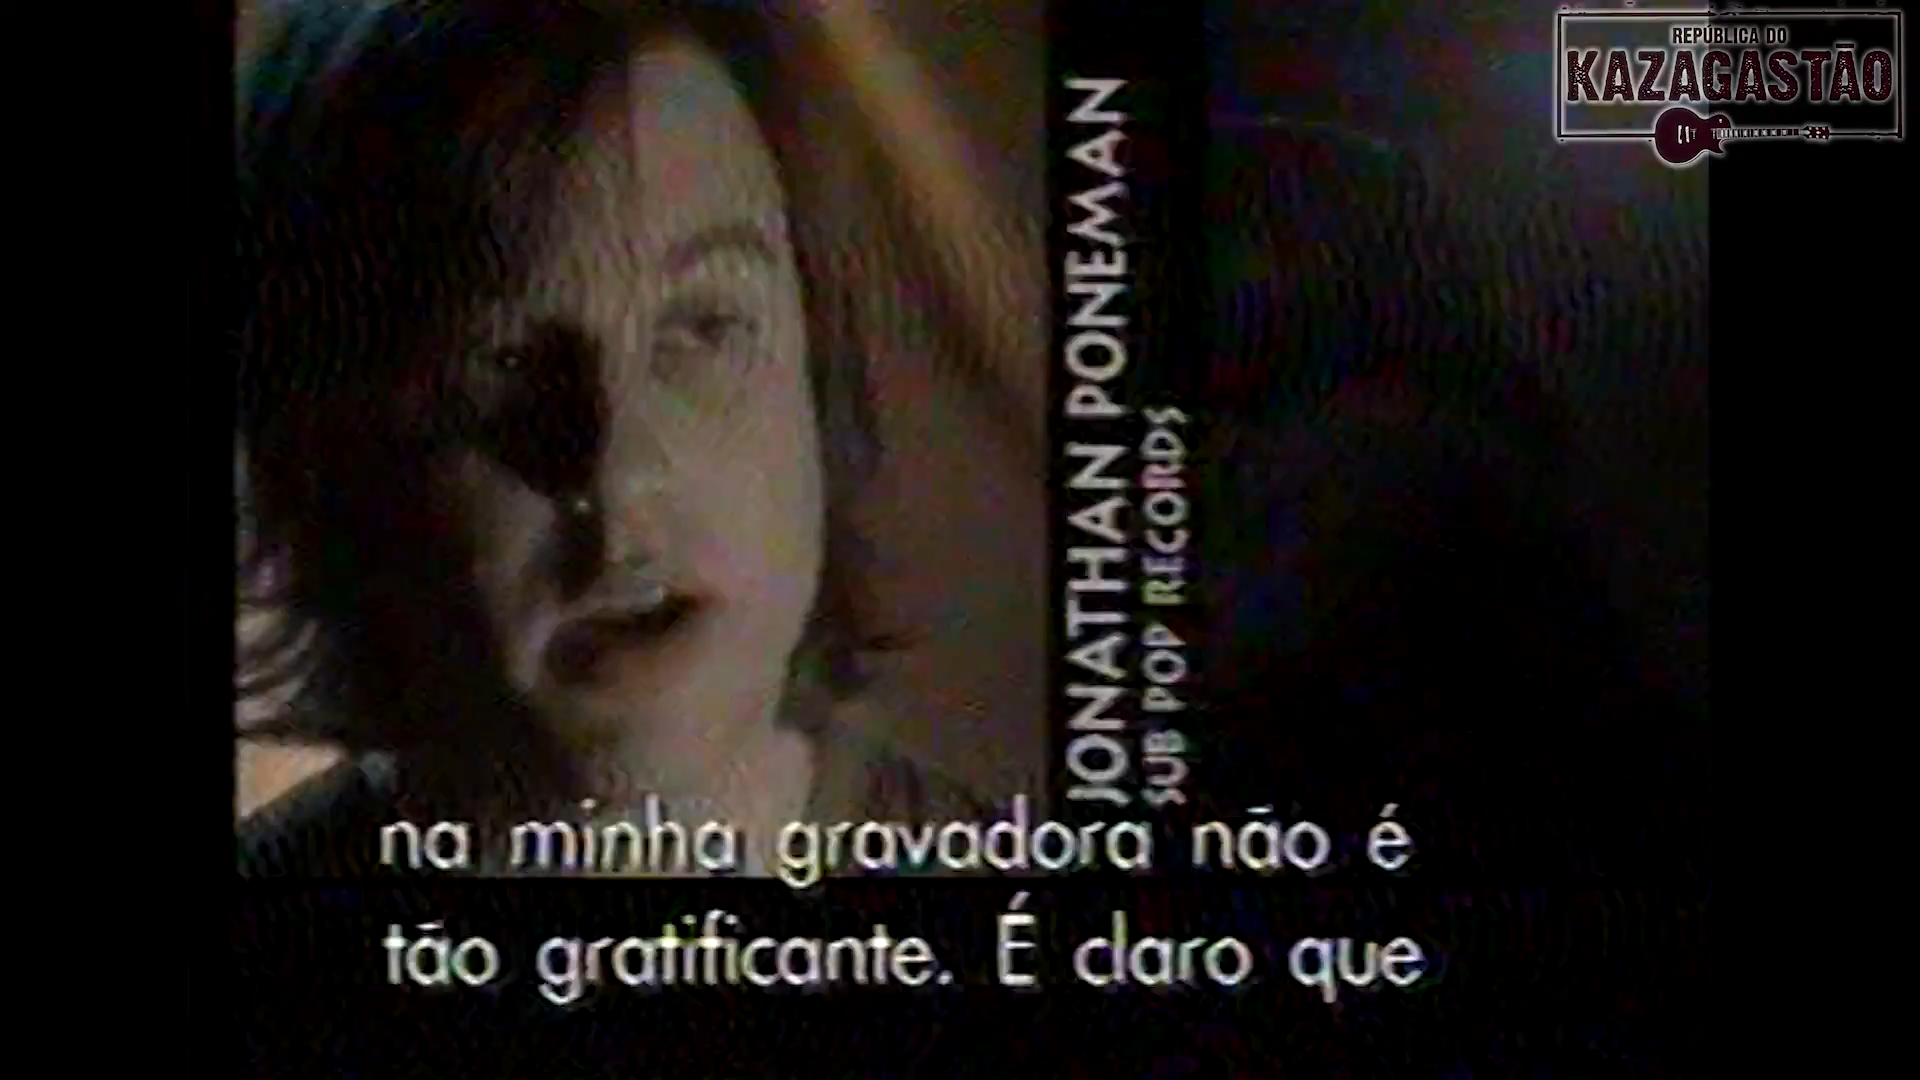 REPÚBLICA DO
KAZAGASTÃO
JONATHAN PONEMAN
SUB POP RECORDS
na minha gravadora não é
tão gratificante. É claro que